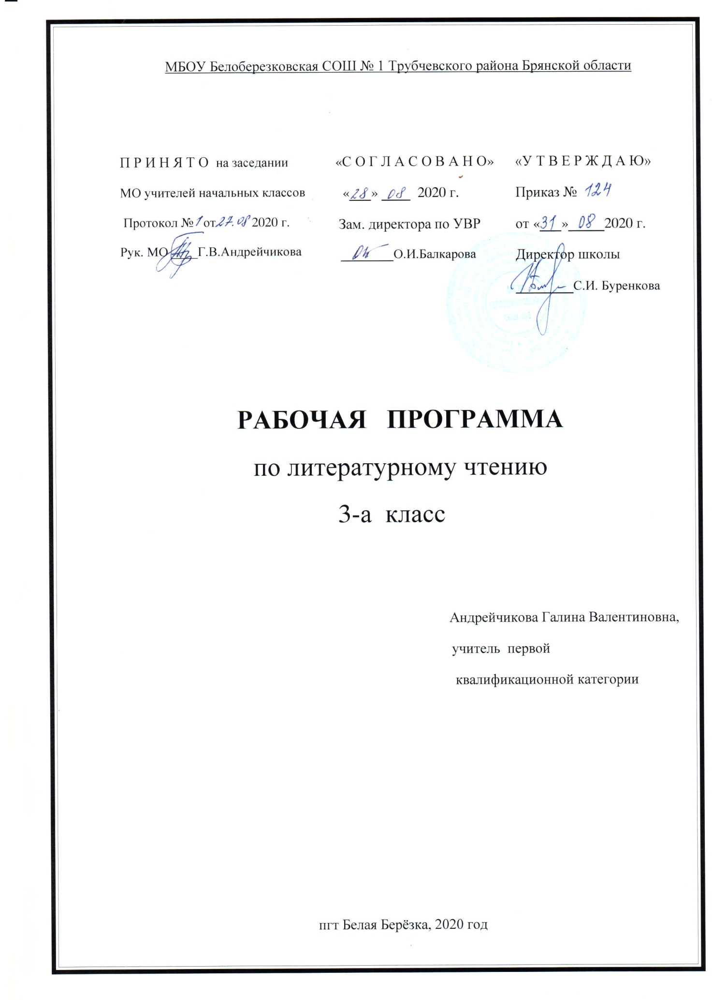 МБОУ Белоберезковская СОШ № 1 Трубчевского района Брянской области
П Р И Н Я Т О на заседании
МО учителей начальных классов
Протокол №1 от 27.08 2020 г.
Рук. МО ____Г.В.Андрейчикова
«С О Г Л А С О В А Н О»
«28» 08 2020 г.
Зам. директора по УВР
________О.И.Балкарова
«У Т В Е Р Ж Д А Ю»
Приказ № 124
от «31» 08 2020 г.
Директор школы
________С.И. Буренкова
РАБОЧАЯ ПРОГРАММА
по литературному чтению
3-а класс
Андрейчикова Галина Валентиновна,
учитель первой
квалификационной категории
пгт Белая Берёзка, 2020 год